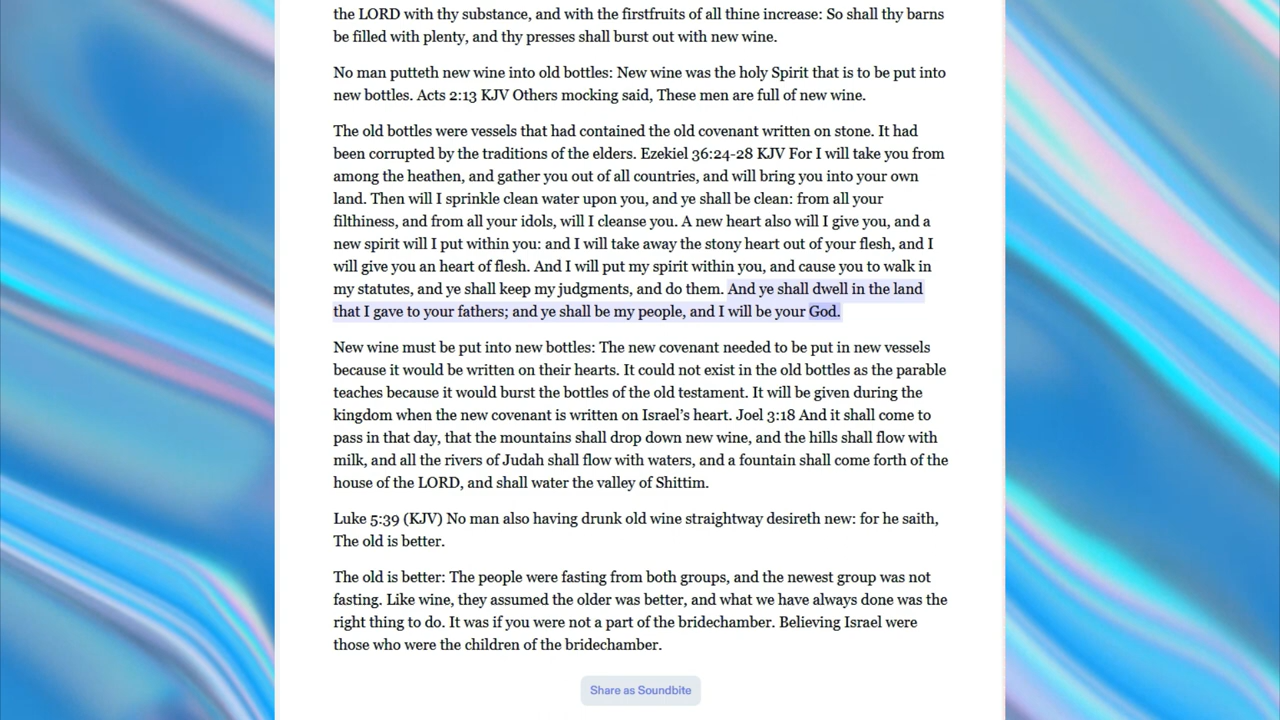 the LORD with thy substance, and with the firstfruits of all thine increase: So shall thy barns
be filled with plenty, and thy presses shall burst out with new wine.
No man putteth new wine into old bottles: New wine was the holy Spirit that is to be put into
new bottles. Acts 2:13 KJV Others mocking said, These men are full of new wine.
The old bottles were vessels that had contained the old covenant written on stone. It had
been corrupted by the traditions of the elders. Ezekiel 36:24-28 KJV For I will take you from
among the heathen, and gather you out of all countries, and will bring you into your own
land. Then will I sprinkle clean water upon you, and ye shall be clean: from all your
filthiness, and from all your idols, will I cleanse you. A new heart also will I give you, and a
new spirit will I put within you: and I will take away the stony heart out of your flesh, and I
will give you an heart of flesh. And I will put my spirit within you, and cause you to walk in
my statutes, and ye shall keep my judgments, and do them. And ye shall dwell in the land
that I gave to your fathers; and ye shall be my people, and I will be your God.
New wine must be put into new bottles: The new covenant needed to be put in new vessels
because it would be written on their hearts. It could not exist in the old bottles as the parable
teaches because it would burst the bottles of the old testament. It will be given during the
kingdom when the new covenant is written on Israel’s heart. Joel 3:18 And it shall come to
pass in that day, that the mountains shall drop down new wine, and the hills shall flow with
milk, and all the rivers of Judah shall flow with waters, and a fountain shall come forth of the
house of the LORD, and shall water the valley of Shittim.
Luke 5:39 (KJV) No man also having drunk old wine straightway desireth new: for he saith,
The old is better.
The old is better: The people were fasting from both groups, and the newest group was not
fasting. Like wine, they assumed the older was better, and what we have always done was the
right thing to do. It was if you were not a part of the bridechamber. Believing Israel were
those who were the children of the bridechamber.
Share as Soundbite